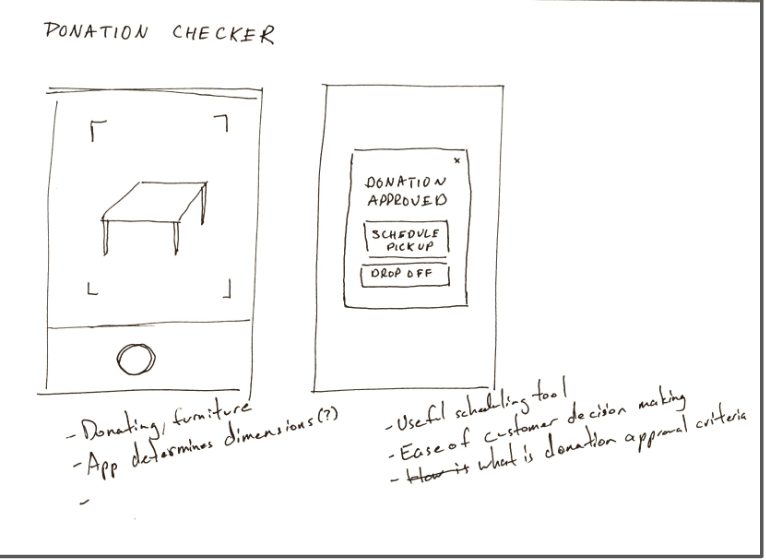 DONATION CHECKER
×
DONATION
APPROVED
SCHEDULE
PICK UP
DROP OFF
- Donating, furniture
- App determines dimensions (?)
-
- Useful scheduling tool
- Ease of customer decision making
- How is what is donation approval criteria